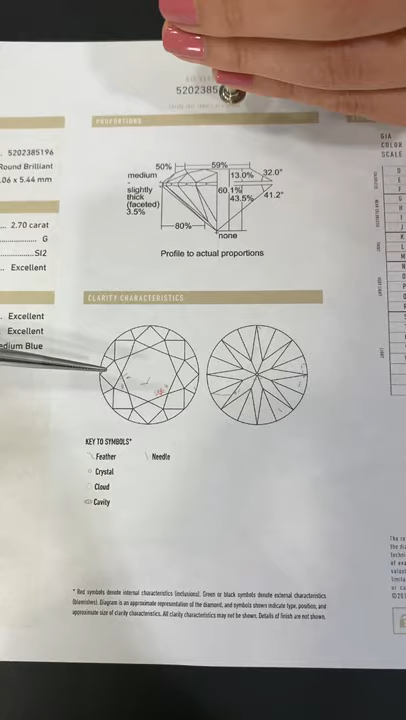 5202385
PROPORTIONS
GIA
COLOR
SCALE
5202385196
Round Brilliant
.06 x 5.44 mm
2.70 carat
G
SI2
Excellent
Excellent
Excellent
edium Blue
50%
59%
medium
13.0%
32.0°
slightly
thick
(faceted)
3.5%
60.1%
43.5%
41.2°
80%
none
Profile to actual proportions
CLARITY CHARACTERISTICS
KEY TO SYMBOLS*
Feather
Needle
Crystal
Cloud
Cavity
* Red symbols denote internal characteristics (inclusions). Green or black symbols denote external characteristics
(blemishes). Diagram is an approximate representation of the diamond, and symbols shown indicate type, position, and
approximate size of clarity characteristics. All clarity characteristics may not be shown. Details of finish are not shown.